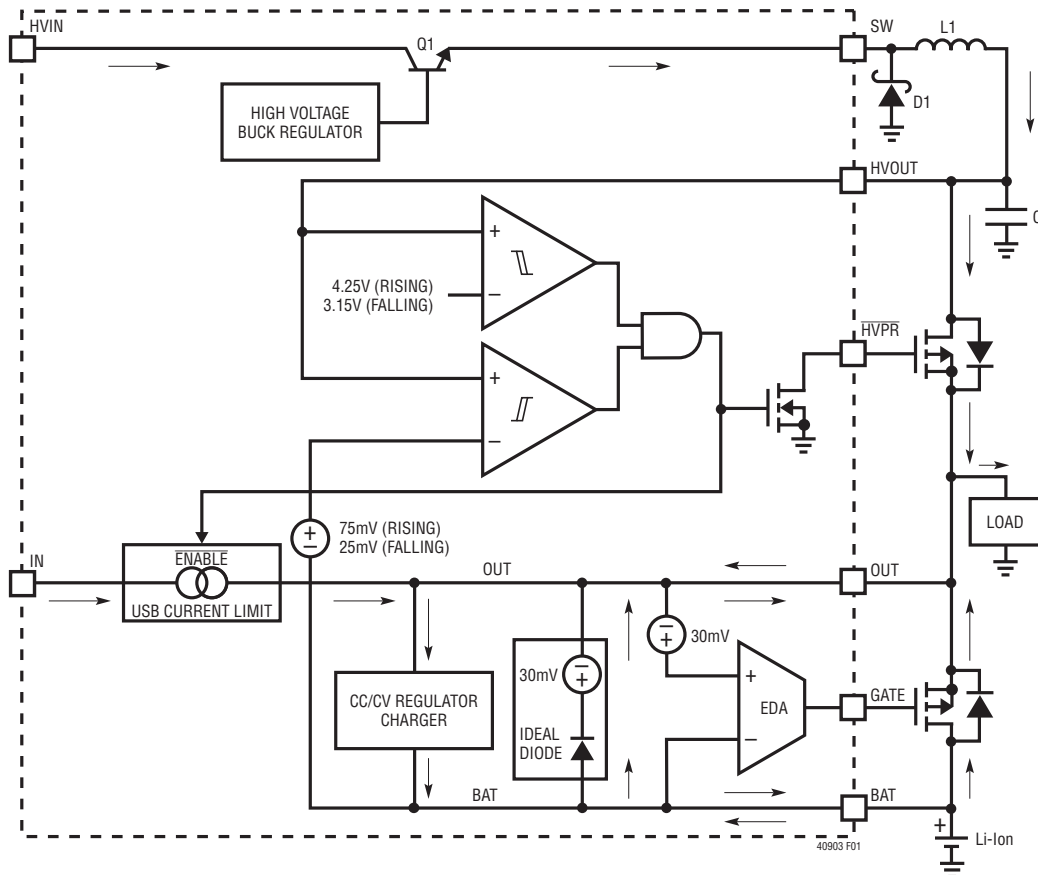 HVIN
SW
L1
Q1
HIGH VOLTAGE
BUCK REGULATOR
D1
HVOUT
C
+
4.25V (RISING)
3.15V (FALLING)
−
HVPR
+
−
75mV (RISING)
25mV (FALLING)
+
−
LOAD
IN
ENABLE
USB CURRENT LIMIT
OUT
OUT
−
+
30mV
−
+
30mV
IDEAL
DIODE
CC/CV REGULATOR
CHARGER
+
EDA
−
GATE
BAT
BAT
+
Li-Ion
40903 F01